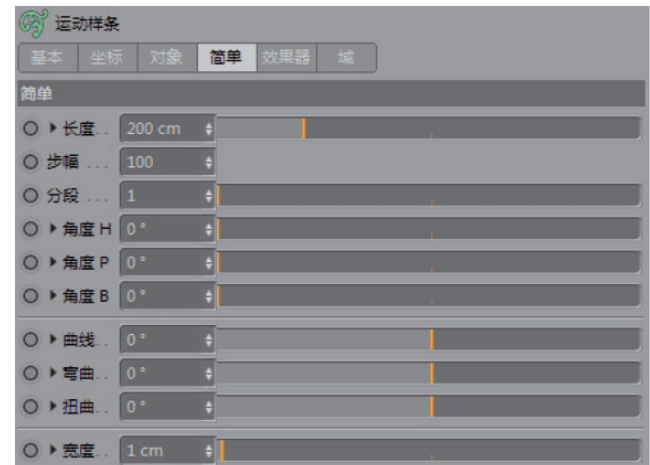 运动样条
基本 坐标 对象 简单 效果器 域
简单
长度. . 200 cm
步幅 . . . 100
分段 . . . 1
角度 H 0 °
角度 P 0 °
角度 B 0 °
曲线. . 0 °
弯曲. . 0 °
扭曲. . 0 °
宽度. . 1 cm